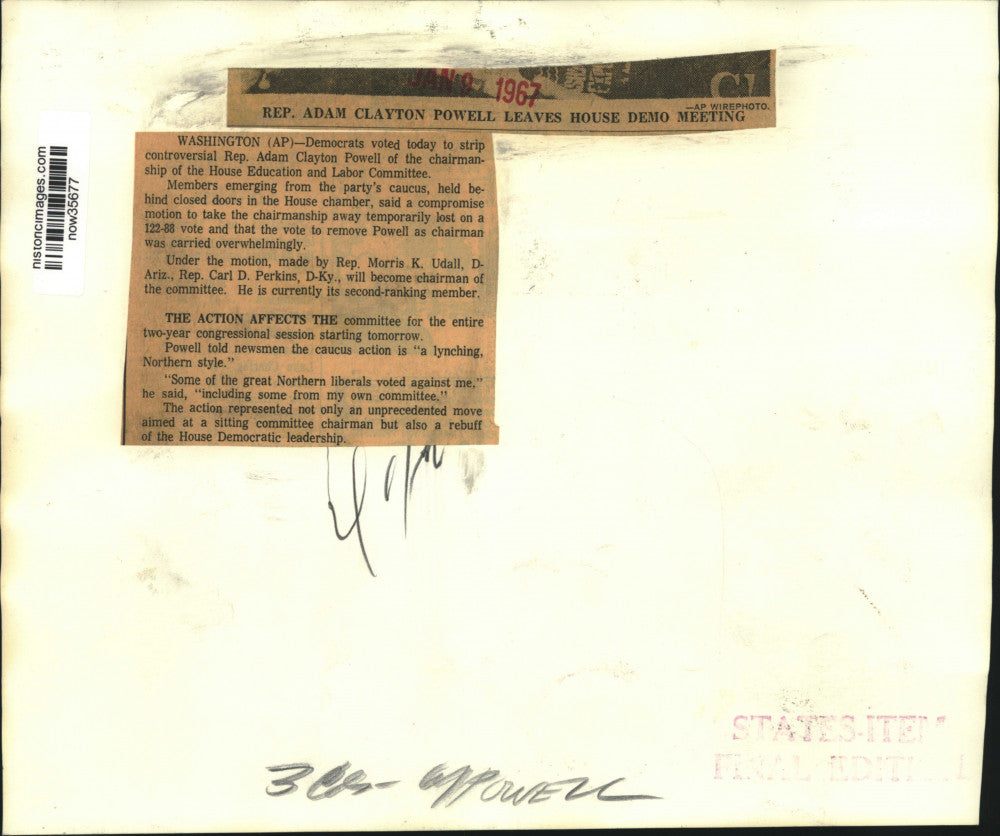 JAN 9 1967
—AP WIREPHOTO.
REP. ADAM CLAYTON POWELL LEAVES HOUSE DEMO MEETING
WASHINGTON (AP)—Democrats voted today to strip
controversial Rep. Adam Clayton Powell of the chairman-
ship of the House Education and Labor Committee.
Members emerging from the party's caucus, held be-
hind closed doors in the House chamber, said a compromise
motion to take the chairmanship away temporarily lost on a
122-88 vote and that the vote to remove Powell as chairman
was carried overwhelmingly.
Under the motion, made by Rep. Morris K. Udall, D-
Ariz., Rep. Carl D. Perkins, D-Ky., will become chairman of
the committee. He is currently its second-ranking member.
THE ACTION AFFECTS THE committee for the entire
two-year congressional session starting tomorrow.
Powell told newsmen the caucus action is "a lynching,
Northern style."
"Some of the great Northern liberals voted against me."
he said, "including some from my own committee."
The action represented not only an unprecedented move
aimed at a sitting committee chairman but also a rebuff
of the House Democratic leadership.
historicimages.com
now35677
STATES-ITEM
FINAL EDITI
3 POWELL